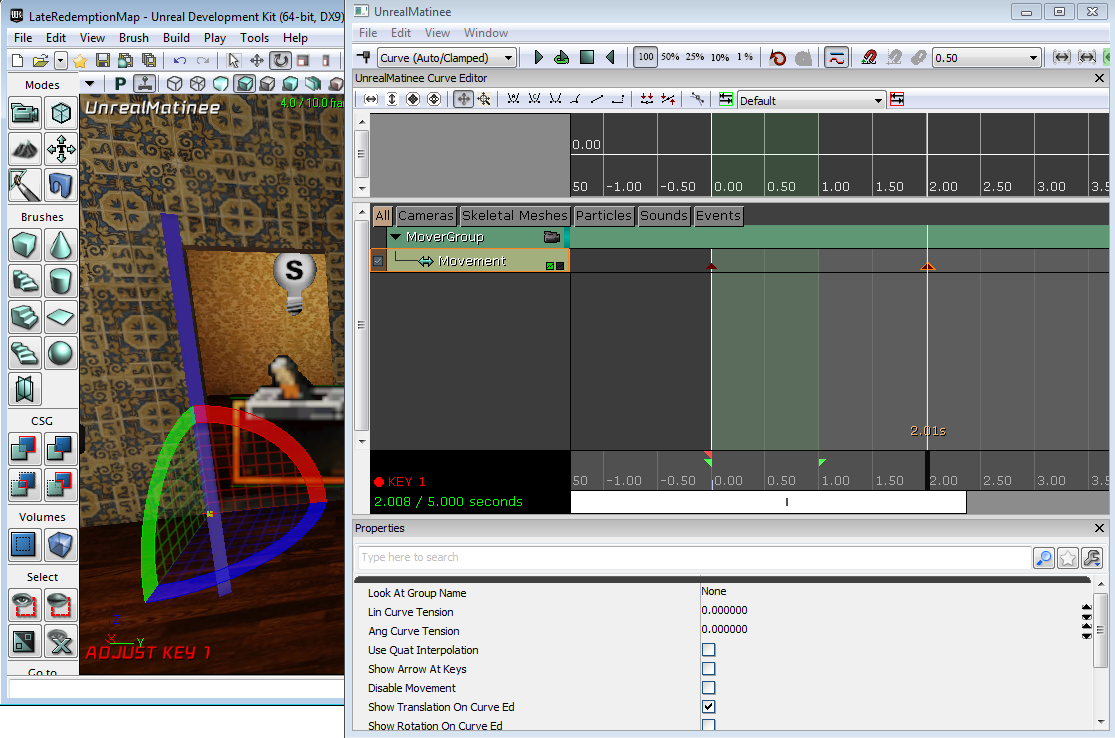 LateRedemptionMap - Unreal Development Kit (64-bit, DX9)
File Edit View Brush Build Play Tools Help
Modes
P
UnrealMatinee
4.0 / 10.0 fra
S
Brushes
CSG
Volumes
Select
Go to
X Y
ADJUST KEY 1
UnrealMatinee
File Edit View Window
Curve (Auto/Clamped) 100 50% 25% 10% 1 % 0.50
UnrealMatinee Curve Editor
Default
0.00
50 -1.00 -0.50 0.00 0.50 1.00 1.50 2.00 2.50 3.00 3.5
All Cameras Skeletal Meshes Particles Sounds Events
MoverGroup
Movement
2.01s
KEY 1
50 -1.00 -0.50 0.00 0.50 1.00 1.50 2.00 2.50 3.00 3.5
2.008 / 5.000 seconds
Properties
Type here to search
Look At Group Name None
Lin Curve Tension 0.000000
Ang Curve Tension 0.000000
Use Quat Interpolation
Show Arrow At Keys
Disable Movement
Show Translation On Curve Ed
Show Rotation On Curve Ed